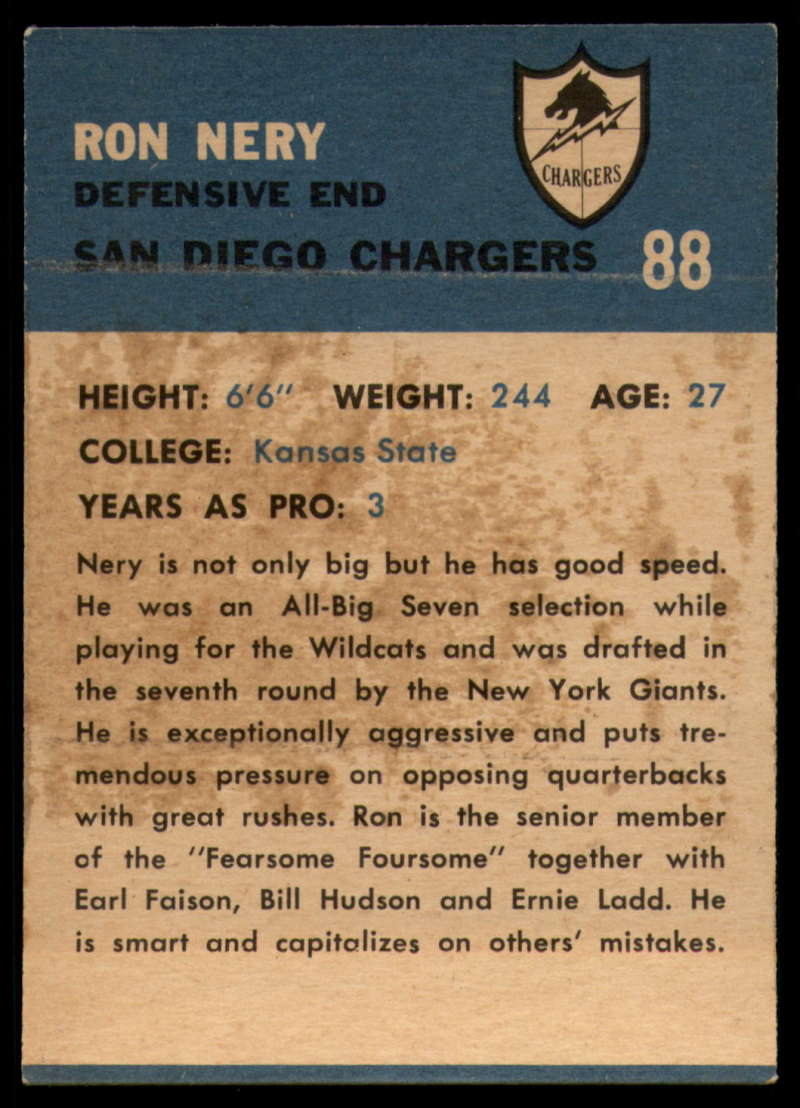 RON NERY
DEFENSIVE END
SAN DIEGO CHARGERS 88
CHARGERS
HEIGHT: 6'6" WEIGHT: 244 AGE: 27
COLLEGE: Kansas State
YEARS AS PRO: 3
Nery is not only big but he has good speed.
He was an All-Big Seven selection while
playing for the Wildcats and was drafted in
the seventh round by the New York Giants.
He is exceptionally aggressive and puts tre-
mendous pressure on opposing quarterbacks
with great rushes. Ron is the senior member
of the "Fearsome Foursome" together with
Earl Faison, Bill Hudson and Ernie Ladd. He
is smart and capitalizes on others' mistakes.